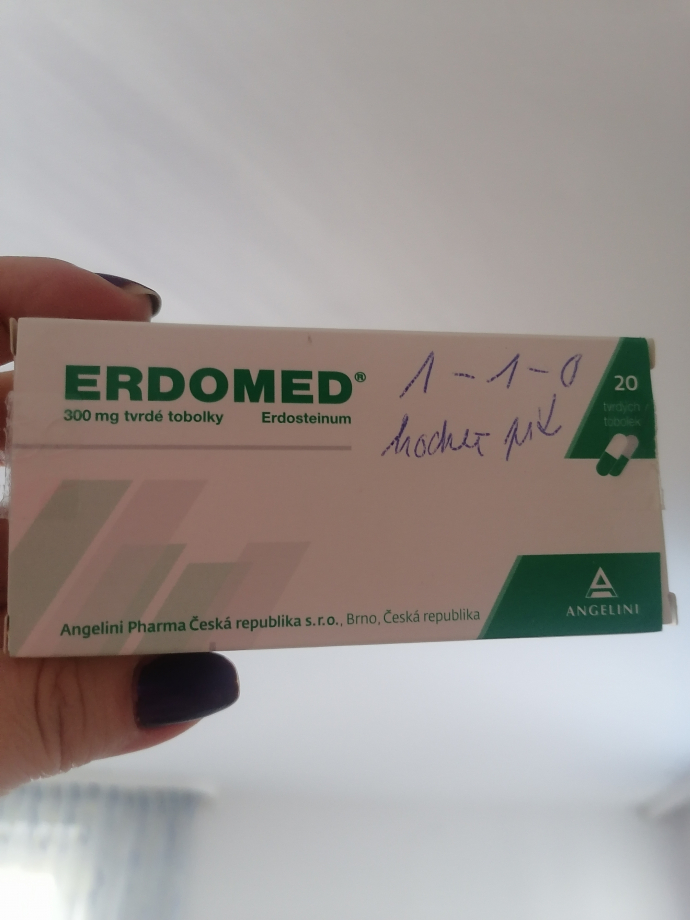 ERDOMED®
300 mg tvrdé tobolky Erdosteinum
1 - 1 - 0
20
tvrdých
tobolek
Angelini Pharma Česká republika s.r.o., Brno, Česká republika
ANGELINI